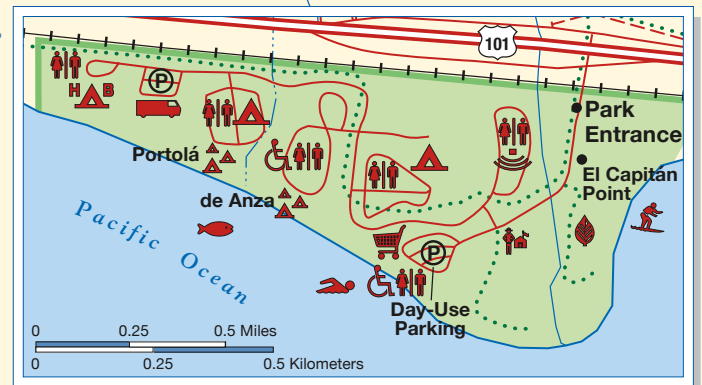 101
P
H B
Park
Entrance
Portolá
El Capitán
Point
de Anza
Pacific Ocean
P
Day-Use
Parking
0 0.25 0.5 Miles
0 0.25 0.5 Kilometers